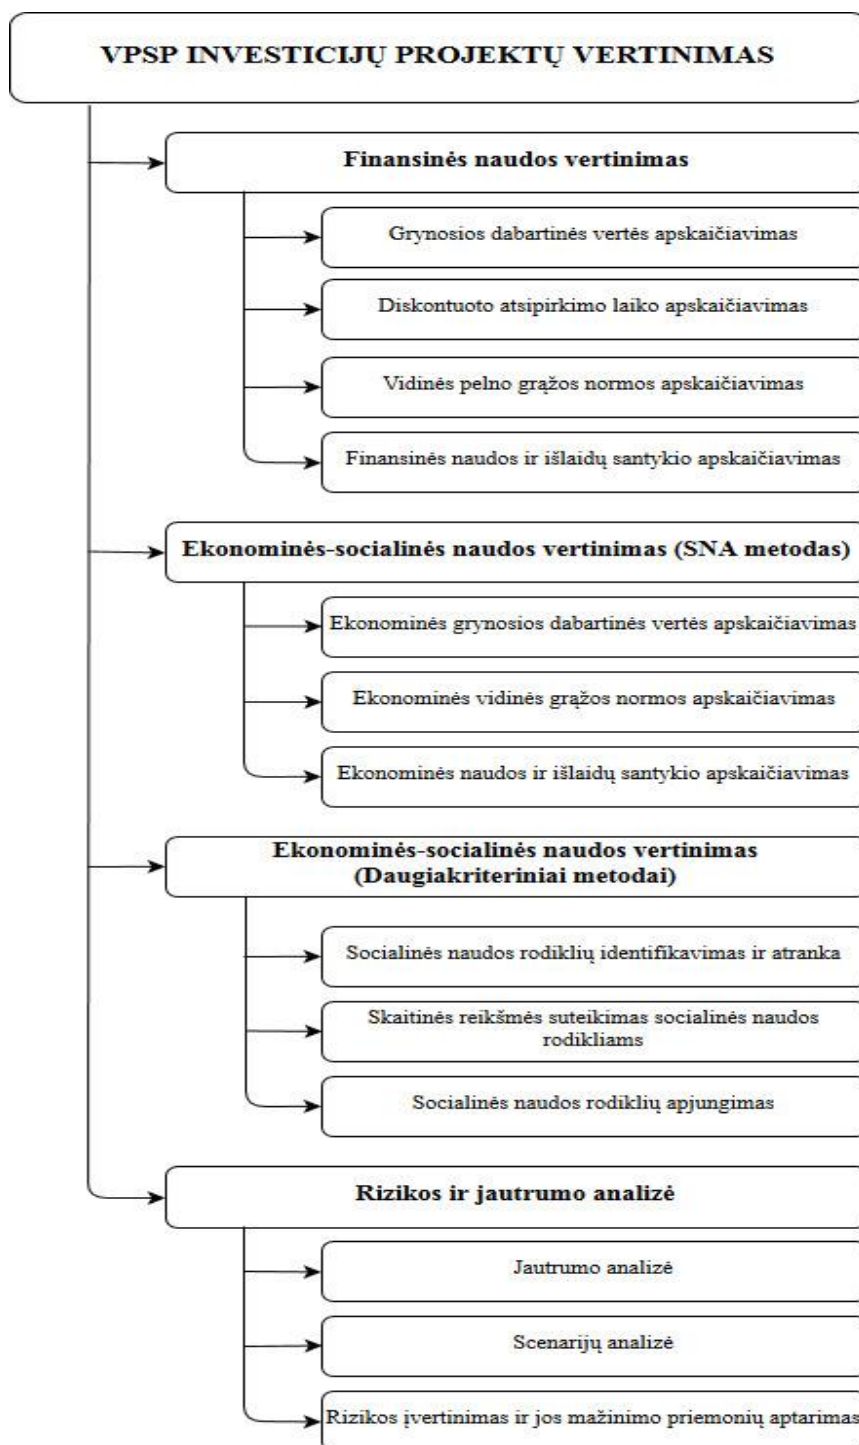 VPSP INVESTICIJŲ PROJEKTŲ VERTINIMAS
Finansinės naudos vertinimas
Grynosios dabartinės vertės apskaičiavimas
Diskontuoto atsipirkimo laiko apskaičiavimas
Vidinės pelno grąžos normos apskaičiavimas
Finansinės naudos ir išlaidų santykio apskaičiavimas
Ekonominės-socialinės naudos vertinimas (SNA metodas)
Ekonominės grynosios dabartinės vertės apskaičiavimas
Ekonominės vidinės grąžos normos apskaičiavimas
Ekonominės naudos ir išlaidų santykio apskaičiavimas
Ekonominės-socialinės naudos vertinimas
(Daugiakriteriniai metodai)
Socialinės naudos rodiklių identifikavimas ir atranka
Skaitinės reikšmės suteikimas socialinės naudos
rodikliams
Socialinės naudos rodiklių apjungimas
Rizikos ir jautrumo analizė
Jautrumo analizė
Scenarijų analizė
Rizikos įvertinimas ir jos mažinimo priemonių aptarimas